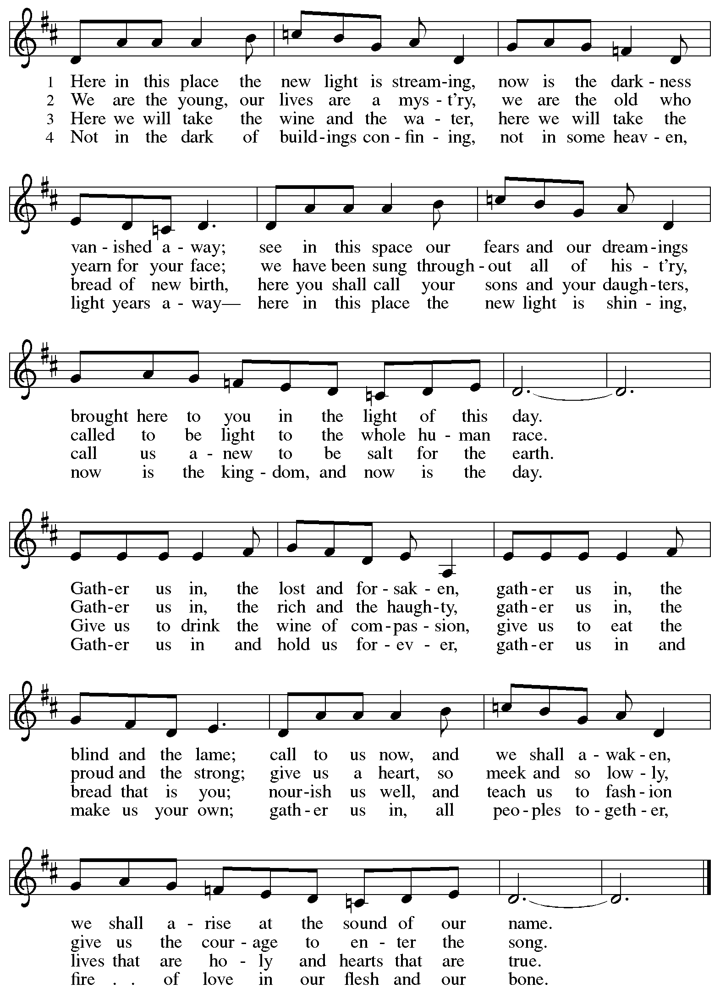 1 Here in this place the new light is stream-ing, now is the dark - ness
2 We are the young, our lives are a mys - t'ry, we are the old who
3 Here we will take the wine and the wa - ter, here we will take the
4 Not in the dark of build-ings con - fin - ing, not in some heav - en,
van - ished a - way; see in this space our fears and our dream-ings
yearn for your face; we have been sung through - out all of his - t'ry,
bread of new birth, here you shall call your sons and your daugh-ters,
light years a - way— here in this place the new light is shin - ing,
brought here to you in the light of this day.
called to be light to the whole hu - man race.
call us a - new to be salt for the earth.
now is the king - dom, and now is the day.
Gath-er us in, the lost and for - sak - en, gath-er us in, the
Gath-er us in, the rich and the haugh-ty, gath-er us in, the
Give us to drink the wine of com-pas - sion, give us to eat the
Gath-er us in and hold us for - ev - er, gath-er us in and
blind and the lame; call to us now, and we shall a - wak - en,
proud and the strong; give us a heart, so meek and so low - ly,
bread that is you; nour-ish us well, and teach us to fash - ion
make us your own; gath - er us in, all peo - ples to - geth - er,
we shall a - rise at the sound of our name.
give us the cour - age to en - ter the song.
lives that are ho - ly and hearts that are true.
fire . . of love in our flesh and our bone.